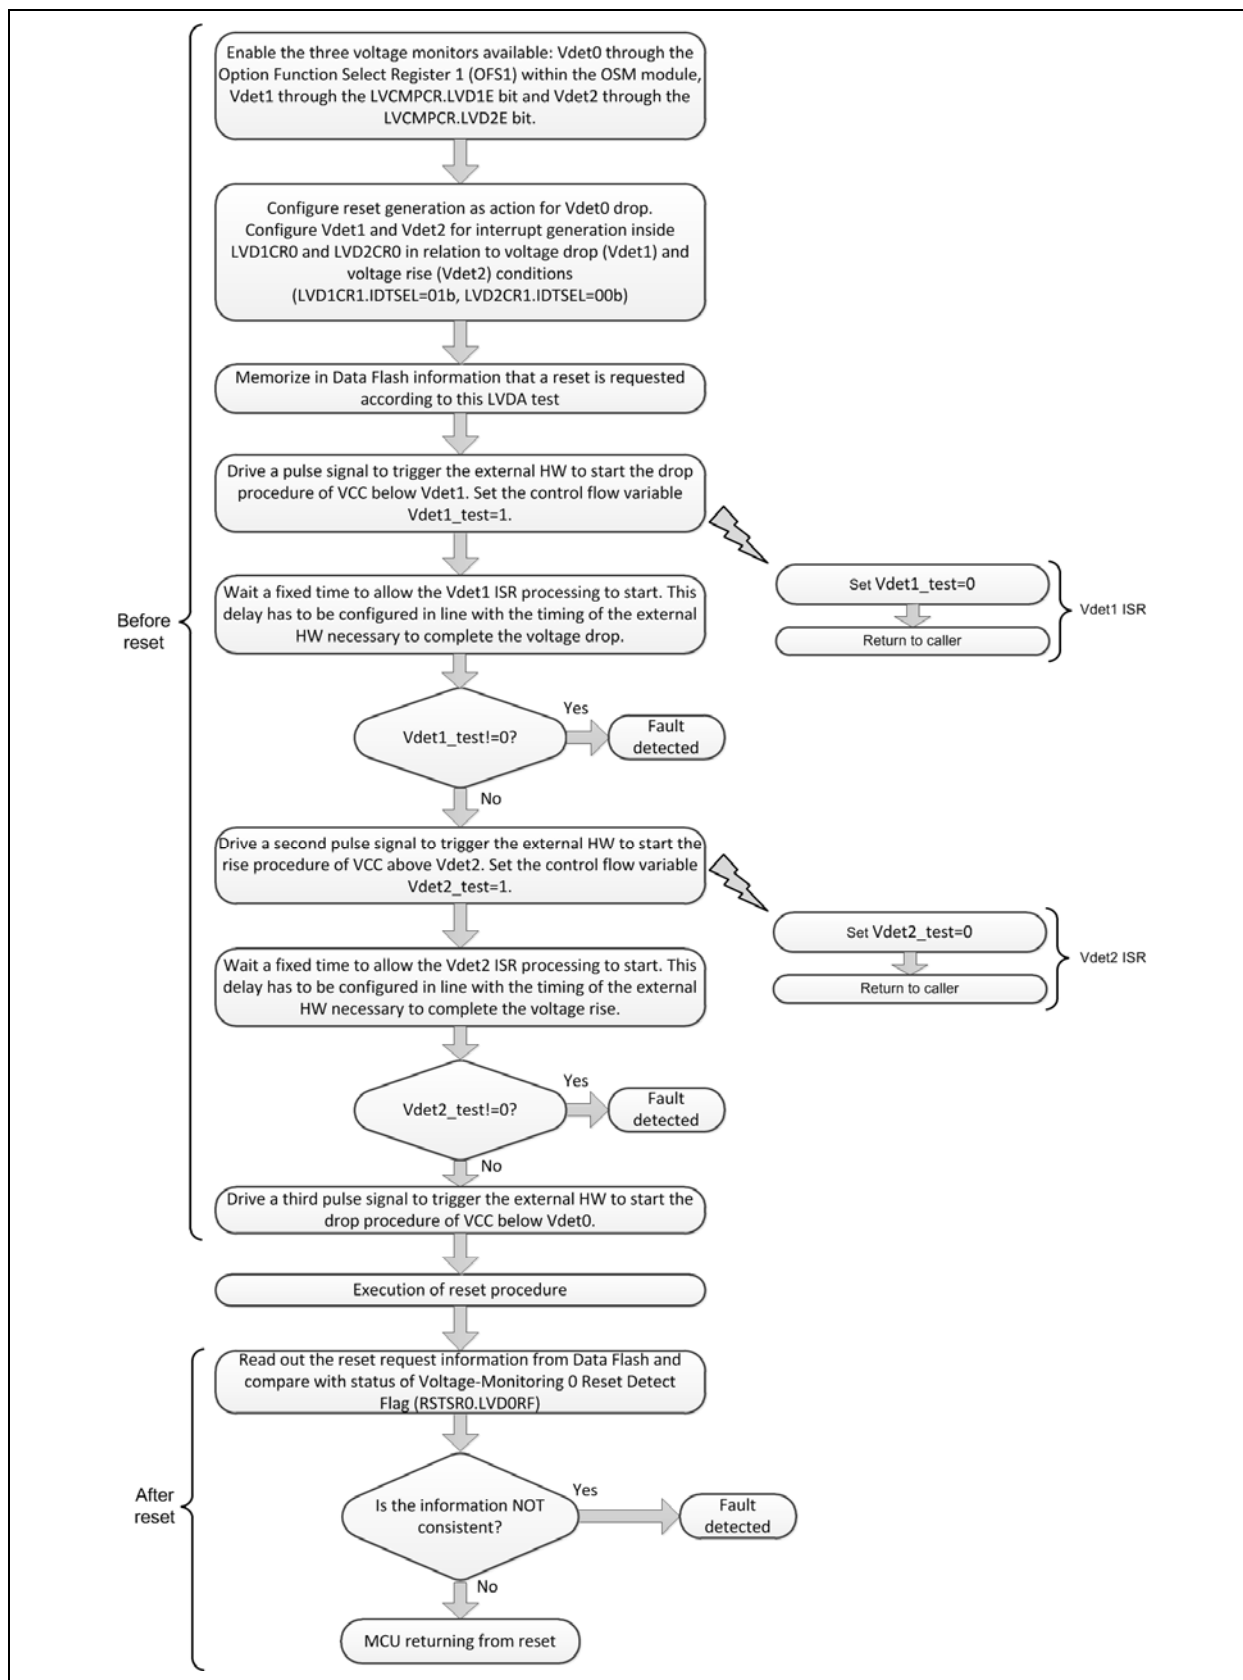 Enable the three voltage monitors available: Vdet0 through the
Option Function Select Register 1 (OFS1) within the OSM module,
Vdet1 through the LVCMPCR.LVD1E bit and Vdet2 through the
LVCMPCR.LVD2E bit.
Configure reset generation as action for Vdet0 drop.
Configure Vdet1 and Vdet2 for interrupt generation inside
LVD1CR0 and LVD2CR0 in relation to voltage drop (Vdet1) and
voltage rise (Vdet2) conditions
(LVD1CR1.IDTSEL=01b, LVD2CR1.IDTSEL=00b)
Memorize in Data Flash information that a reset is requested
according to this LVDA test
Drive a pulse signal to trigger the external HW to start the drop
procedure of VCC below Vdet1. Set the control flow variable
Vdet1_test=1.
Set Vdet1_test=0
Return to caller
Vdet1 ISR
Wait a fixed time to allow the Vdet1 ISR processing to start. This
delay has to be configured in line with the timing of the external
HW necessary to complete the voltage drop.
Before
reset
Vdet1_test!=0?
Yes
Fault
detected
No
Drive a second pulse signal to trigger the external HW to start the
rise procedure of VCC above Vdet2. Set the control flow variable
Vdet2_test=1.
Set Vdet2_test=0
Return to caller
Vdet2 ISR
Wait a fixed time to allow the Vdet2 ISR processing to start. This
delay has to be configured in line with the timing of the external
HW necessary to complete the voltage rise.
Vdet2_test!=0?
Yes
Fault
detected
No
Drive a third pulse signal to trigger the external HW to start the
drop procedure of VCC below Vdet0.
Execution of reset procedure
Read out the reset request information from Data Flash and
compare with status of Voltage-Monitoring 0 Reset Detect
Flag (RSTSR0.LVD0RF)
After
reset
Is the information NOT
consistent?
Yes
Fault
detected
No
MCU returning from reset